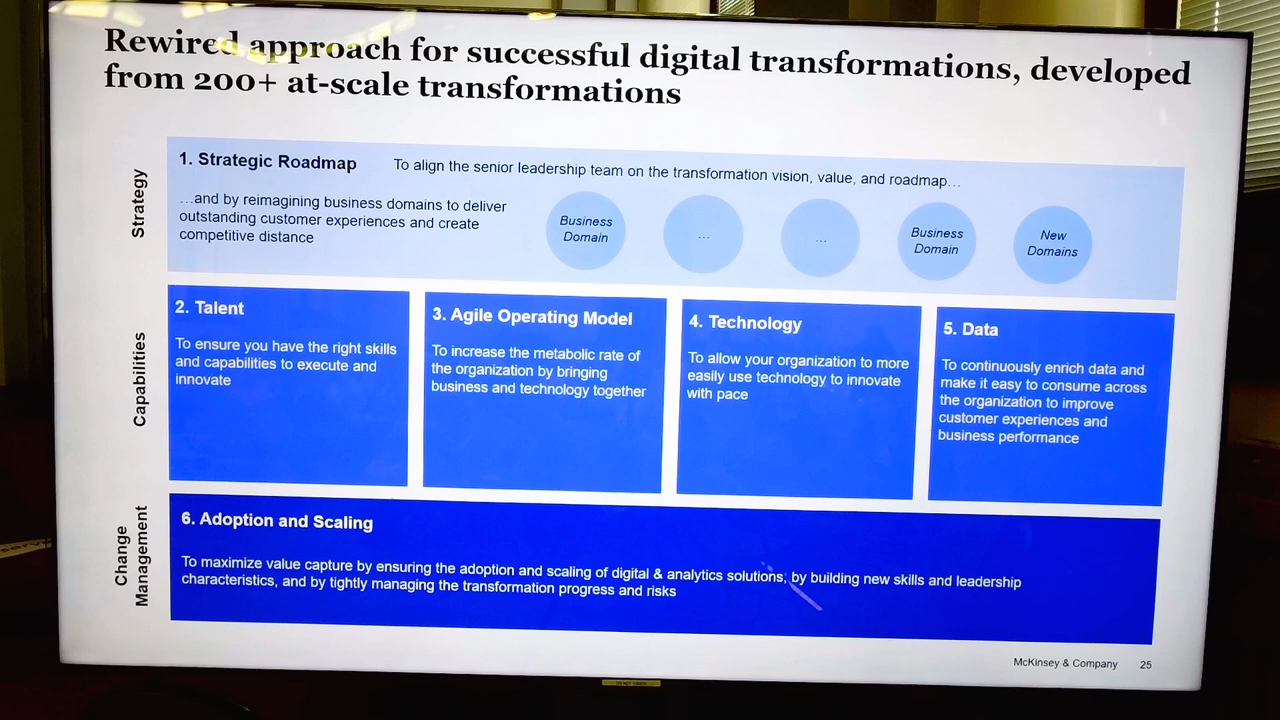 Rewired approach for successful digital transformations, developed
from 200+ at-scale transformations
Strategy
1. Strategic Roadmap
To align the senior leadership team on the transformation vision, value, and roadmap…
…and by reimagining business domains to deliver
outstanding customer experiences and create
competitive distance
Business
Domain
…
…
Business
Domain
New
Domains
Capabilities
2. Talent
To ensure you have the right skills
and capabilities to execute and
innovate
3. Agile Operating Model
To increase the metabolic rate of
the organization by bringing
business and technology together
4. Technology
To allow your organization to more
easily use technology to innovate
with pace
5. Data
To continuously enrich data and
make it easy to consume across
the organization to improve
customer experiences and
business performance
Change
Management
6. Adoption and Scaling
To maximize value capture by ensuring the adoption and scaling of digital & analytics solutions, by building new skills and leadership
characteristics, and by tightly managing the transformation progress and risks
McKinsey & Company
25